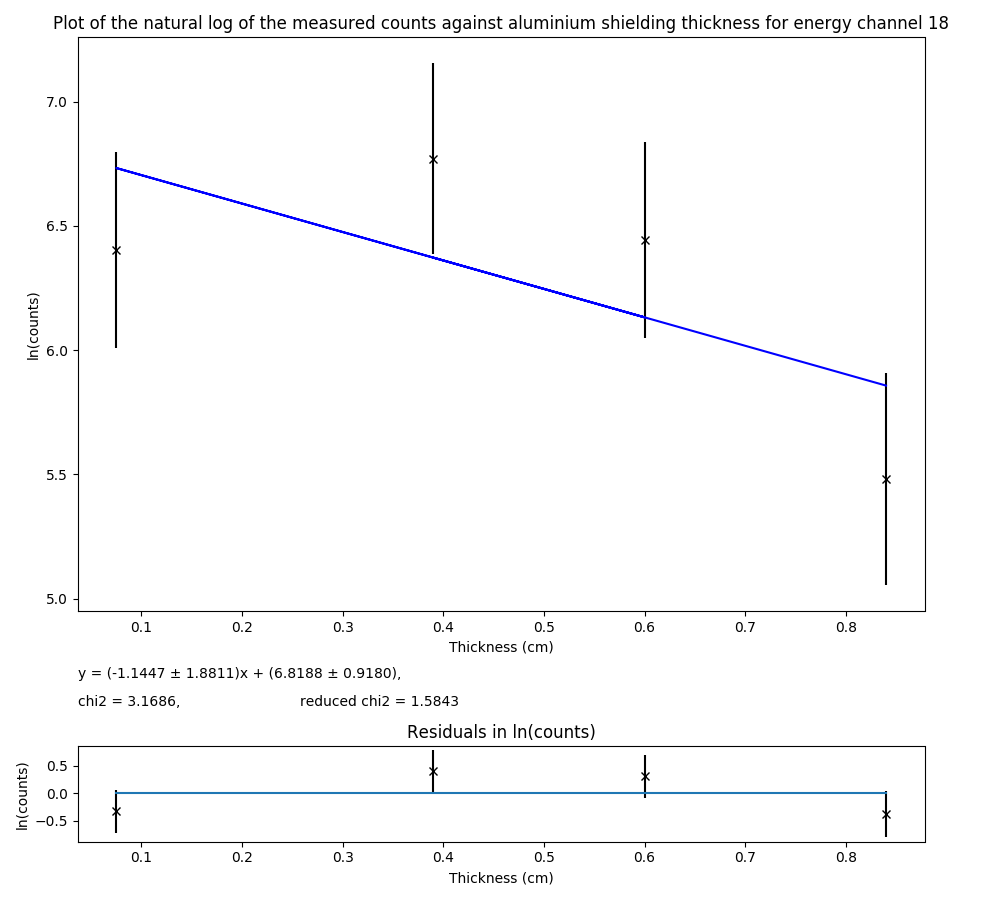 Plot of the natural log of the measured counts against aluminium shielding thickness for energy channel 18
ln(counts)
7.0
6.5
6.0
5.5
5.0
0.1 0.2 0.3 0.4 0.5 0.6 0.7 0.8
Thickness (cm)
y = (-1.1447 ± 1.8811)x + (6.8188 ± 0.9180),
chi2 = 3.1686, reduced chi2 = 1.5843
Residuals in ln(counts)
ln(counts)
0.5
0.0
−0.5
0.1 0.2 0.3 0.4 0.5 0.6 0.7 0.8
Thickness (cm)